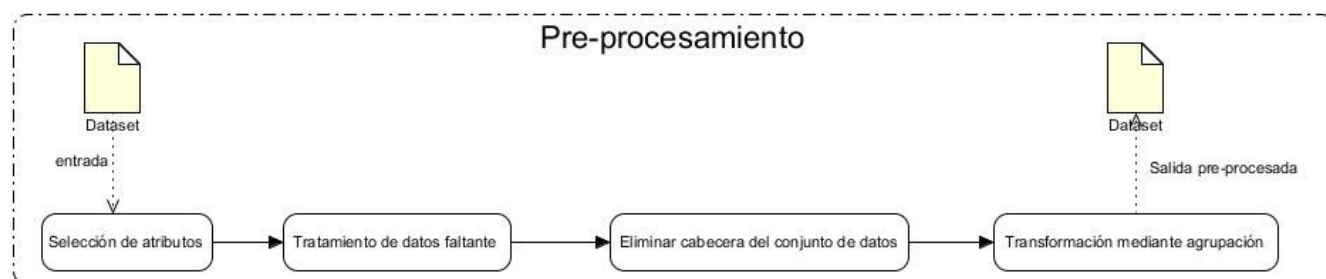 Pre-procesamiento
Dataset
Dataset
entrada
Salida pre-procesada
Selección de atributos
Tratamiento de datos faltante
Eliminar cabecera del conjunto de datos
Transformación mediante agrupación